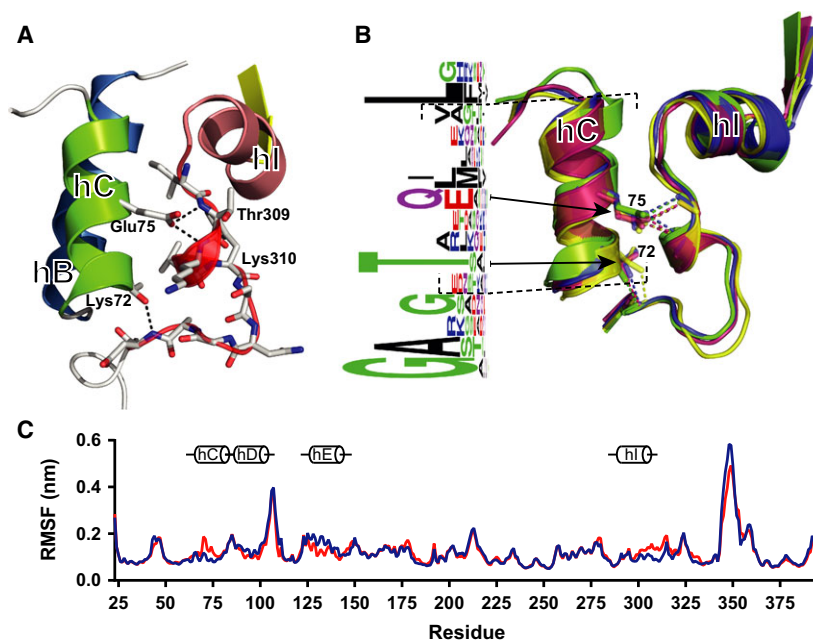 A
B
hC
hI
Glu75
Thr309
Lys310
hB
Lys72
hC
hI
75
72
Q
I
L
E
M
T
G
G
A
G
C
RMSF (nm)
0.6
0.4
0.2
0.0
hC
hD
hE
hI
25 50 75 100 125 150 175 200 225 250 275 300 325 350 375
Residue